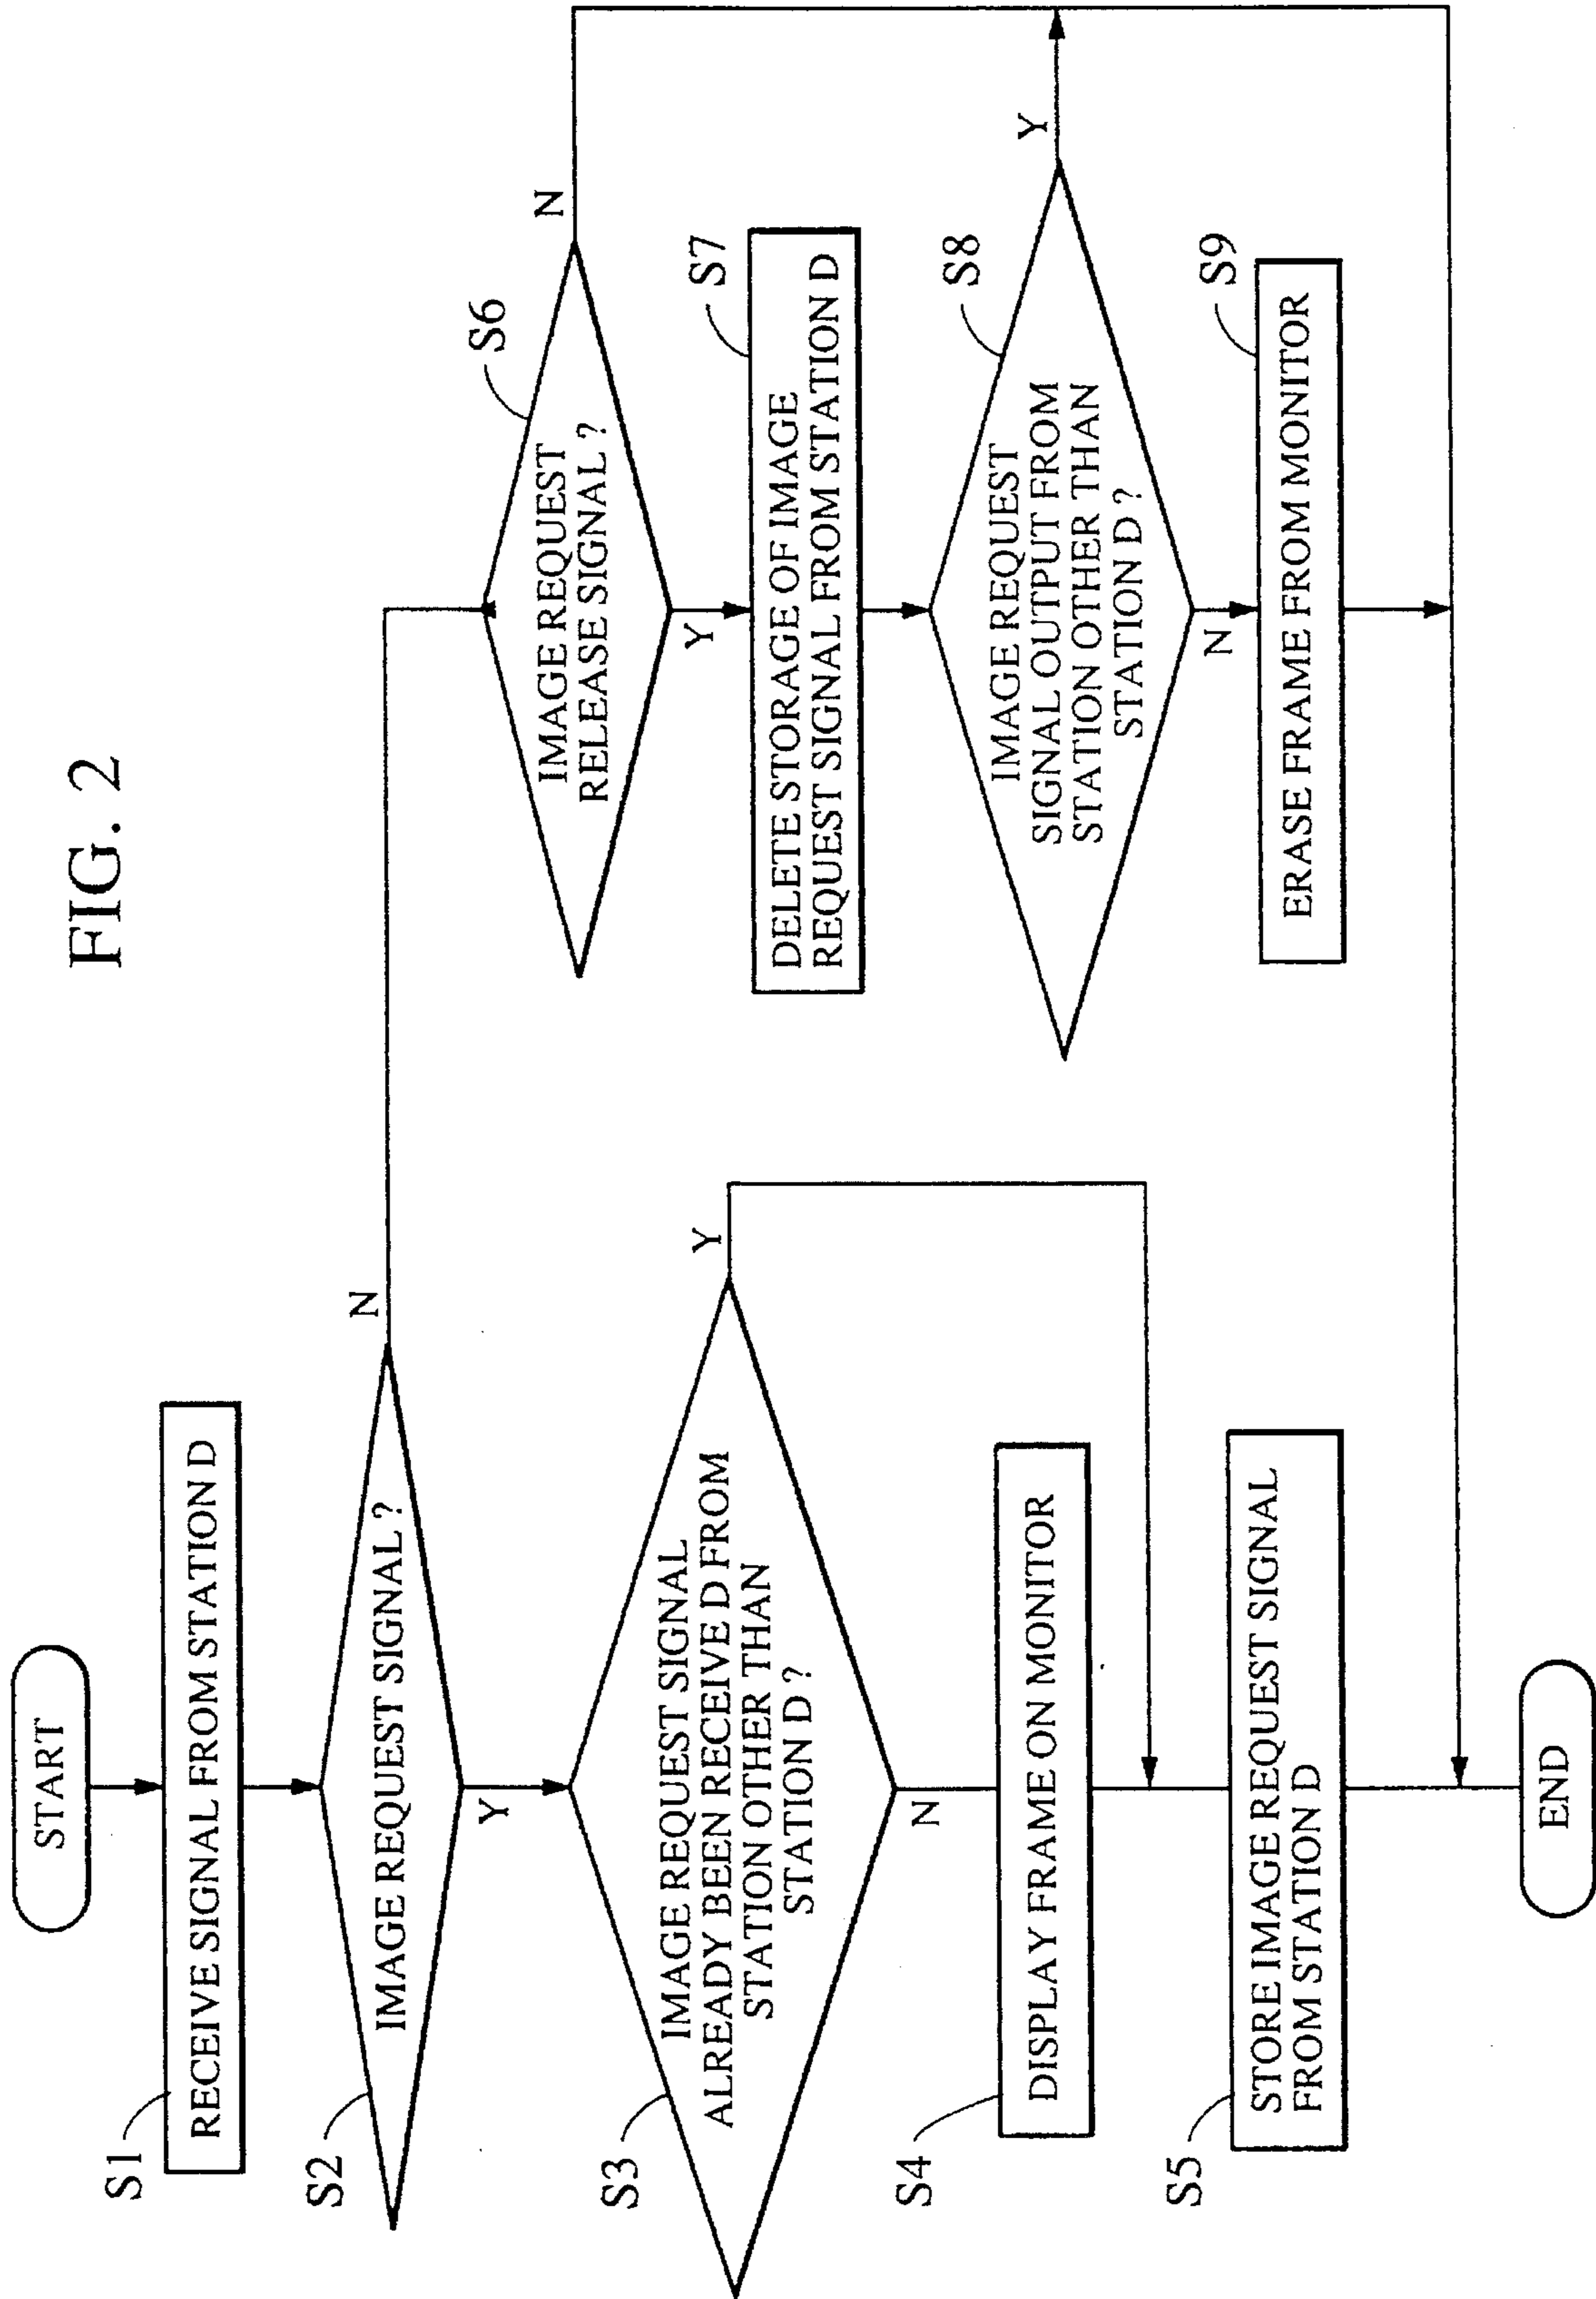 FIG. 2
START
S1
RECEIVE SIGNAL FROM STATION D
S2
IMAGE REQUEST SIGNAL ?
N
Y
S3
IMAGE REQUEST SIGNAL
ALREADY BEEN RECEIVE D FROM
STATION OTHER THAN
STATION D ?
Y
N
S4
DISPLAY FRAME ON MONITOR
S5
STORE IMAGE REQUEST SIGNAL
FROM STATION D
END
S6
IMAGE REQUEST
RELEASE SIGNAL ?
N
Y
S7
DELETE STORAGE OF IMAGE
REQUEST SIGNAL FROM STATION D
S8
IMAGE REQUEST
SIGNAL OUTPUT FROM
STATION OTHER THAN
STATION D ?
Y
N
S9
ERASE FRAME FROM MONITOR